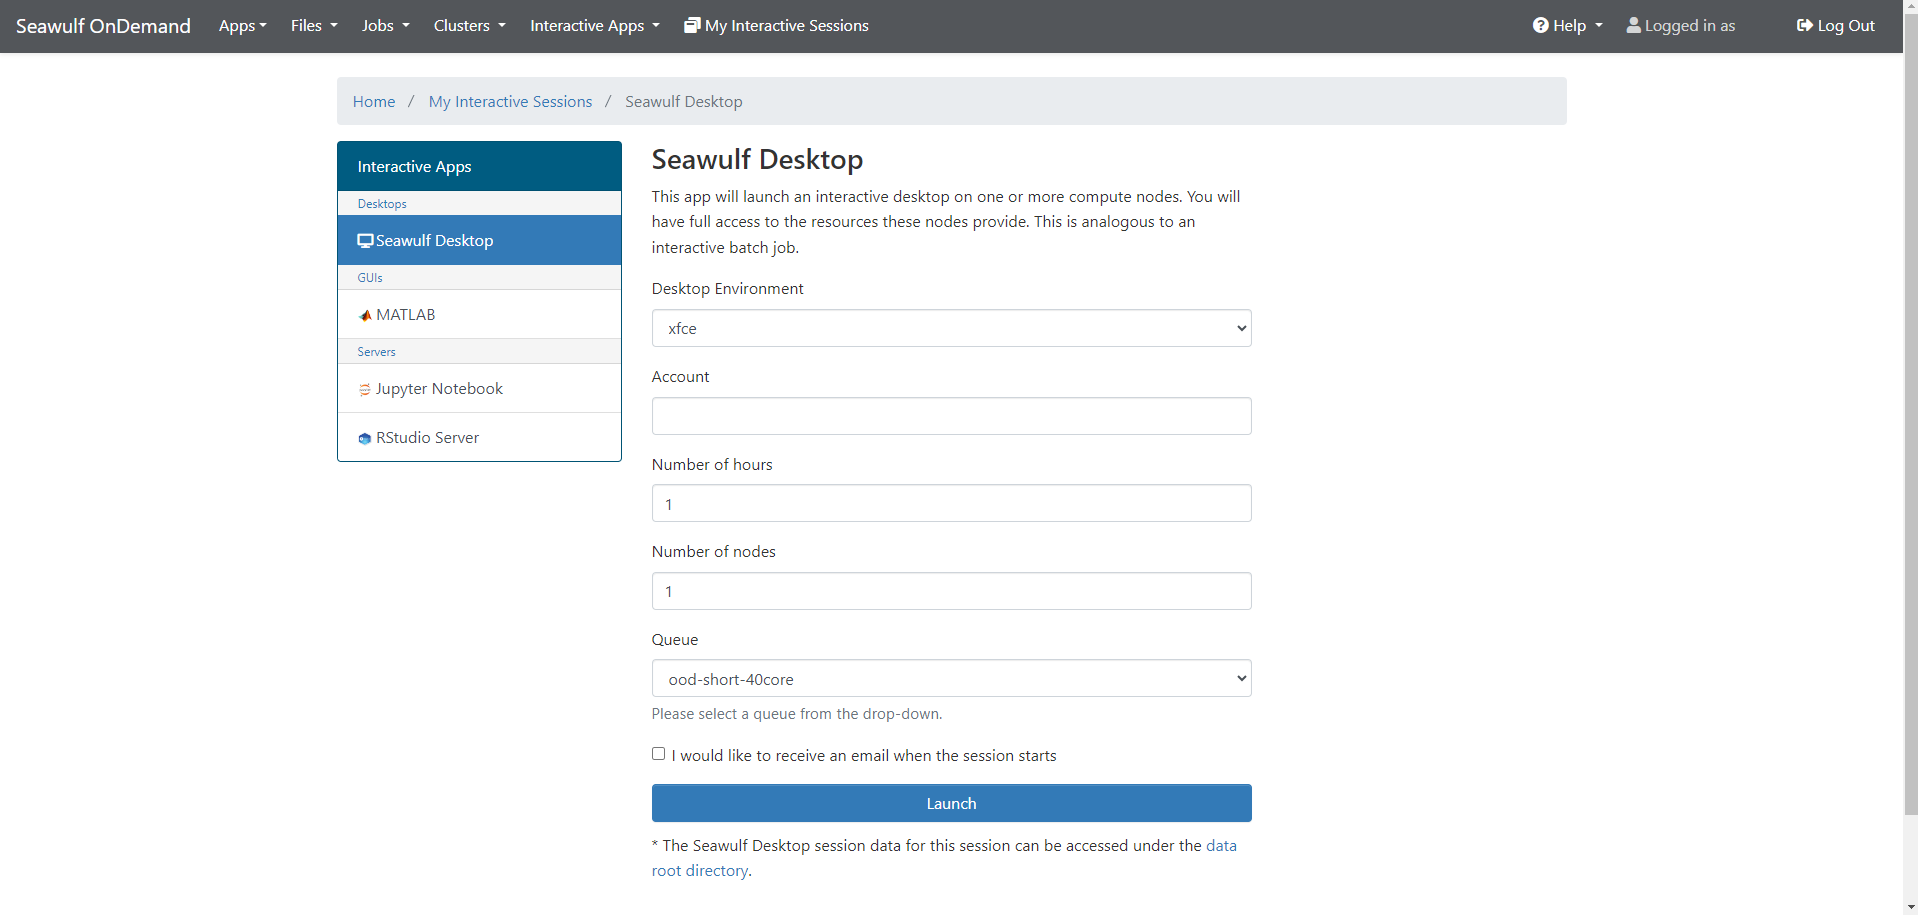 Seawulf OnDemand Apps Files Jobs Clusters Interactive Apps My Interactive Sessions Help Logged in as Log Out
Home / My Interactive Sessions / Seawulf Desktop
Interactive Apps
Desktops
Seawulf Desktop
GUIs
MATLAB
Servers
Jupyter Notebook
RStudio Server
Seawulf Desktop
This app will launch an interactive desktop on one or more compute nodes. You will
have full access to the resources these nodes provide. This is analogous to an
interactive batch job.
Desktop Environment
xfce
Account
Number of hours
1
Number of nodes
1
Queue
ood-short-40core
Please select a queue from the drop-down.
I would like to receive an email when the session starts
Launch
* The Seawulf Desktop session data for this session can be accessed under the data
root directory.